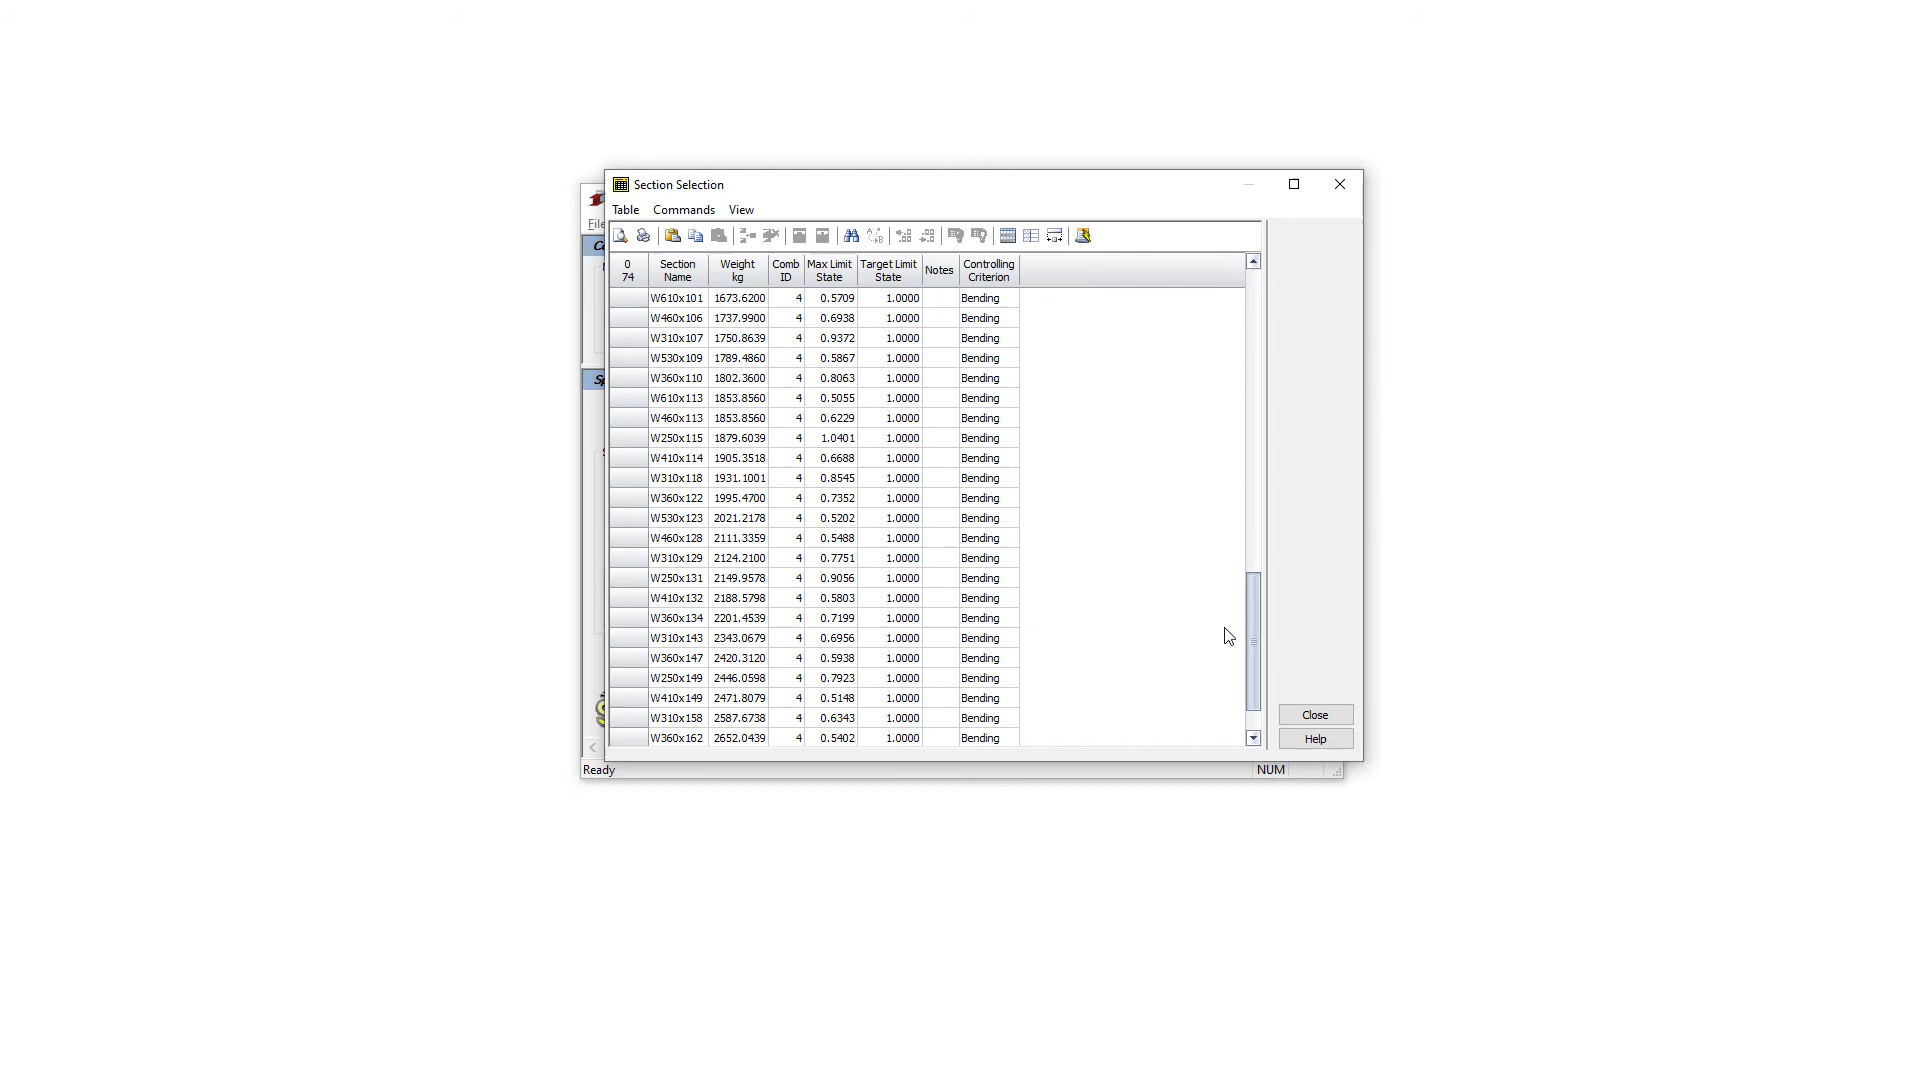 Section Selection
Table Commands View
File
0 74 Section Name Weight kg Comb ID Max Limit State Target Limit State Notes Controlling Criterion
W610x101 1673.6200 4 0.5709 1.0000 Bending
W460x106 1737.9900 4 0.6938 1.0000 Bending
W310x107 1750.8639 4 0.9372 1.0000 Bending
W530x109 1789.4860 4 0.5867 1.0000 Bending
W360x110 1802.3600 4 0.8063 1.0000 Bending
W610x113 1853.8560 4 0.5055 1.0000 Bending
W460x113 1853.8560 4 0.6229 1.0000 Bending
W250x115 1879.6039 4 1.0401 1.0000 Bending
W410x114 1905.3518 4 0.6688 1.0000 Bending
W310x118 1931.1001 4 0.8545 1.0000 Bending
W360x122 1995.4700 4 0.7352 1.0000 Bending
W530x123 2021.2178 4 0.5202 1.0000 Bending
W460x128 2111.3359 4 0.5488 1.0000 Bending
W310x129 2124.2100 4 0.7751 1.0000 Bending
W250x131 2149.9578 4 0.9056 1.0000 Bending
W410x132 2188.5798 4 0.5803 1.0000 Bending
W360x134 2201.4539 4 0.7199 1.0000 Bending
W310x143 2343.0679 4 0.6956 1.0000 Bending
W360x147 2420.3120 4 0.5938 1.0000 Bending
W250x149 2446.0598 4 0.7923 1.0000 Bending
W410x149 2471.8079 4 0.5148 1.0000 Bending
W310x158 2587.6738 4 0.6343 1.0000 Bending
W360x162 2652.0439 4 0.5402 1.0000 Bending
Close
Help
Ready NUM